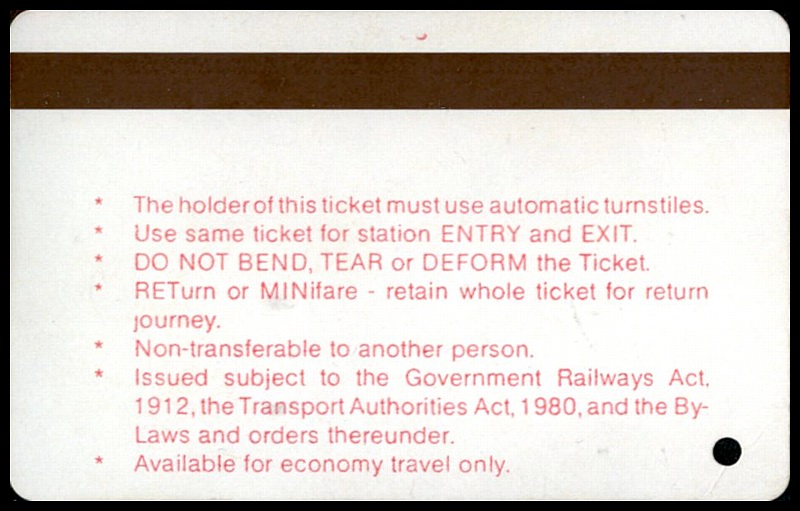 * The holder of this ticket must use automatic turnstiles.
* Use same ticket for station ENTRY and EXIT.
* DO NOT BEND, TEAR or DEFORM the Ticket.
* RETurn or MINifare - retain whole ticket for return
journey.
* Non-transferable to another person.
* Issued subject to the Government Railways Act,
1912, the Transport Authorities Act, 1980, and the By-
Laws and orders thereunder.
* Available for economy travel only.